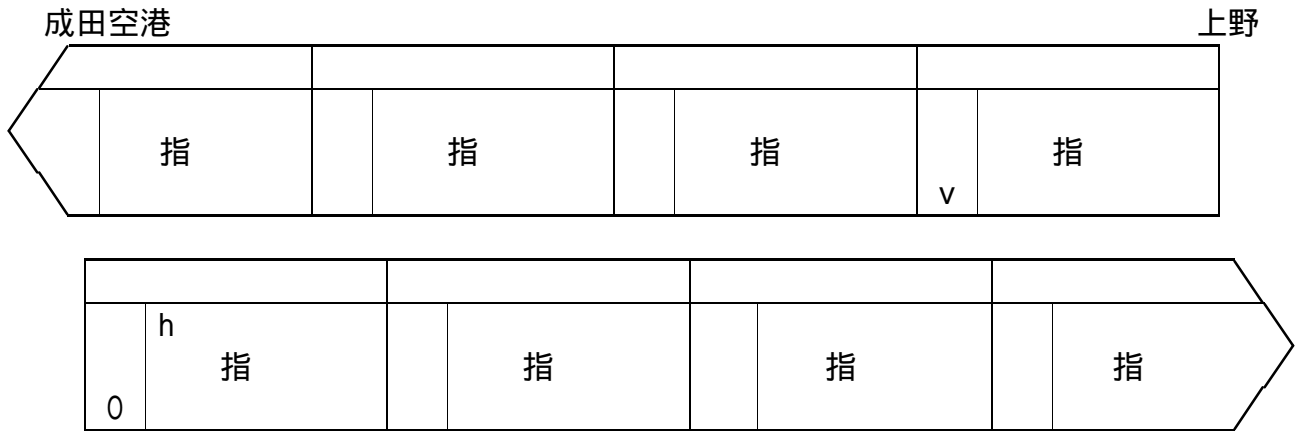 成田空港 上野
指 指 指 指
v
h
指 指 指 指
0